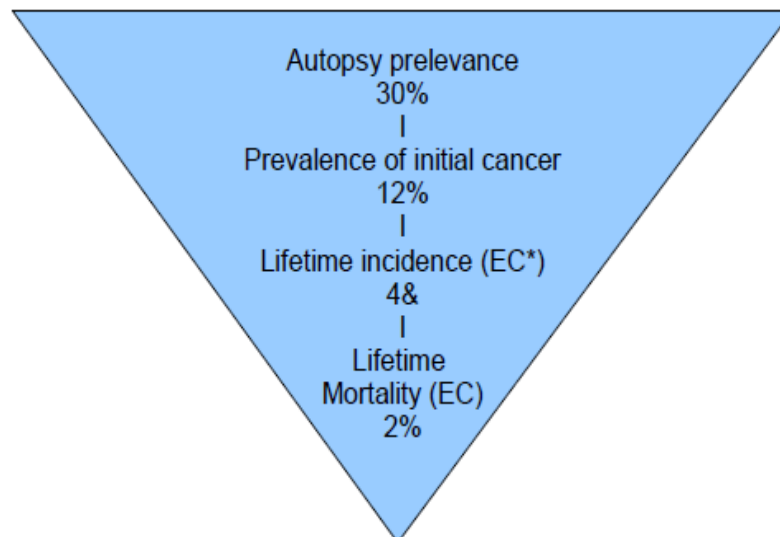 Autopsy prelevance
30%
|
Prevalence of initial cancer
12%
|
Lifetime incidence (EC*)
4&
|
Lifetime
Mortality (EC)
2%